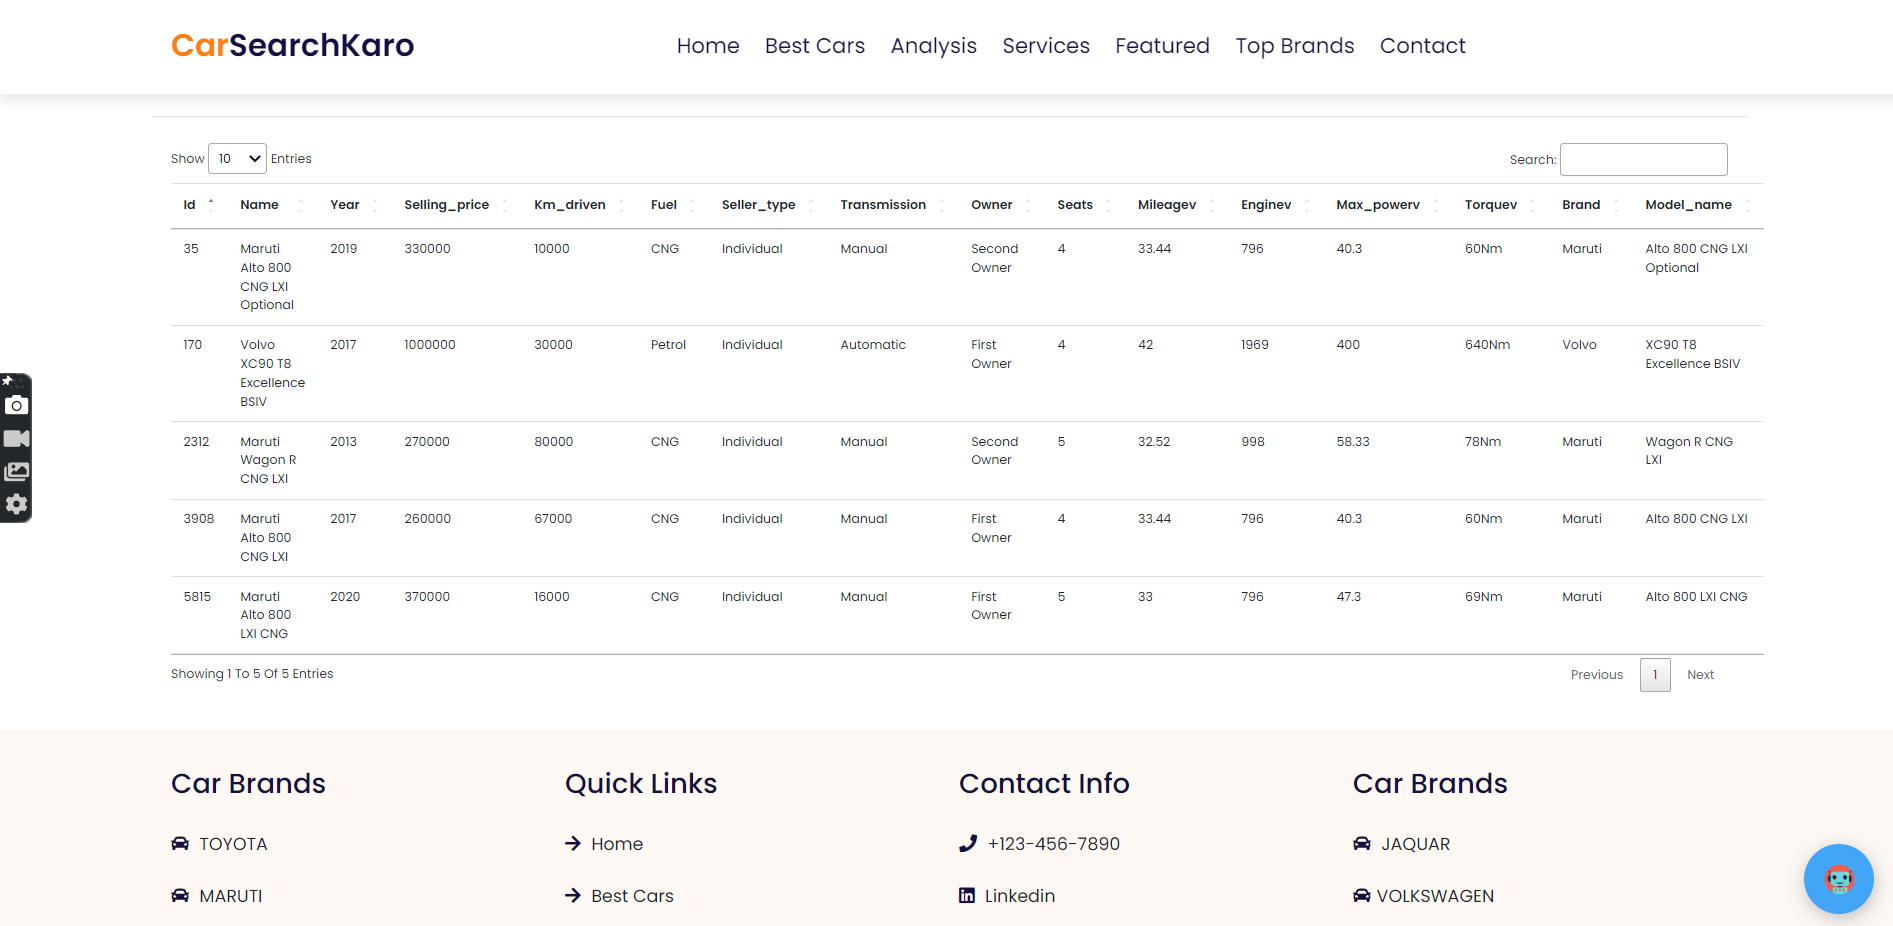 CarSearchKaro Home Best Cars Analysis Services Featured Top Brands Contact
Show 10 Entries Search:
Id Name Year Selling_price Km_driven Fuel Seller_type Transmission Owner Seats Mileagev Enginev Max_powerv Torquev Brand Model_name
35 Maruti 2019 330000 10000 CNG Individual Manual Second 4 33.44 796 40.3 60Nm Maruti Alto 800 CNG LXI
Alto 800 Owner Optional
CNG LXI
Optional
170 Volvo 2017 1000000 30000 Petrol Individual Automatic First 4 42 1969 400 640Nm Volvo XC90 T8
XC90 T8 Owner Excellence BSIV
Excellence
BSIV
2312 Maruti 2013 270000 80000 CNG Individual Manual Second 5 32.52 998 58.33 78Nm Maruti Wagon R CNG
Wagon R Owner LXI
CNG LXI
3908 Maruti 2017 260000 67000 CNG Individual Manual First 4 33.44 796 40.3 60Nm Maruti Alto 800 CNG LXI
Alto 800 Owner
CNG LXI
5815 Maruti 2020 370000 16000 CNG Individual Manual First 5 33 796 47.3 69Nm Maruti Alto 800 LXI CNG
Alto 800 Owner
LXI CNG
Showing 1 To 5 Of 5 Entries Previous 1 Next
Car Brands Quick Links Contact Info Car Brands
TOYOTA Home +123-456-7890 JAQUAR
MARUTI Best Cars Linkedin VOLKSWAGEN